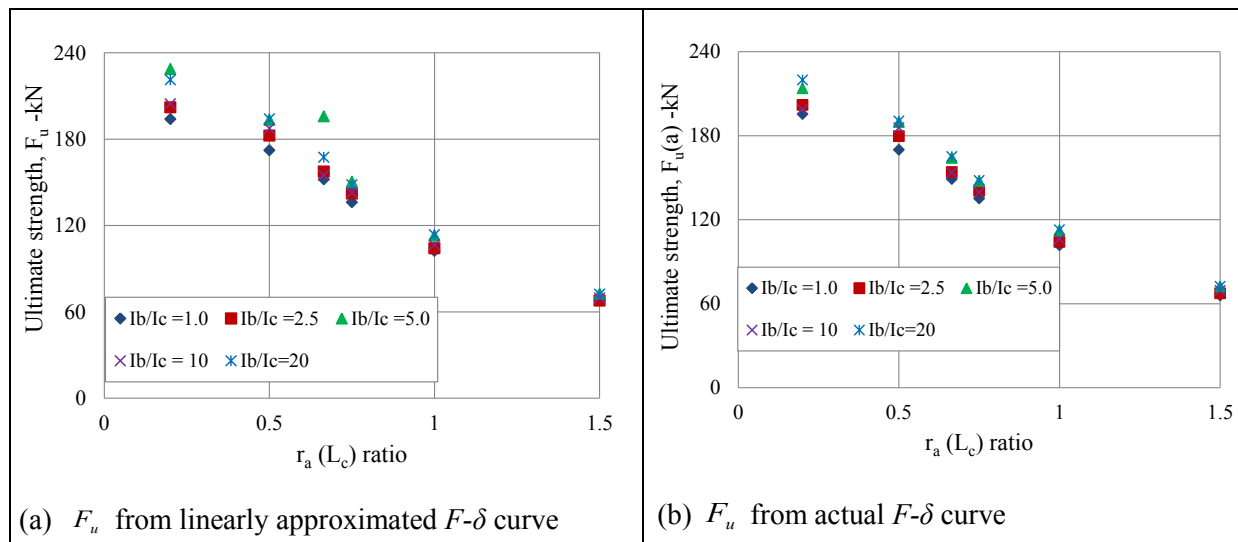 240
180
120
60
0
0
0.5
1
1.5
Ultimate strength, Fᵤ -kN
rₐ (L꜀) ratio
Ib/Ic =1.0
Ib/Ic =2.5
Ib/Ic =5.0
Ib/Ic = 10
Ib/Ic=20
(a) Fᵤ from linearly approximated F-δ curve
240
180
120
60
0
0
0.5
1
1.5
Ultimate strength, Fᵤ(a) -kN
rₐ (L꜀) ratio
Ib/Ic =1.0
Ib/Ic =2.5
Ib/Ic =5.0
Ib/Ic = 10
Ib/Ic=20
(b) Fᵤ from actual F-δ curve